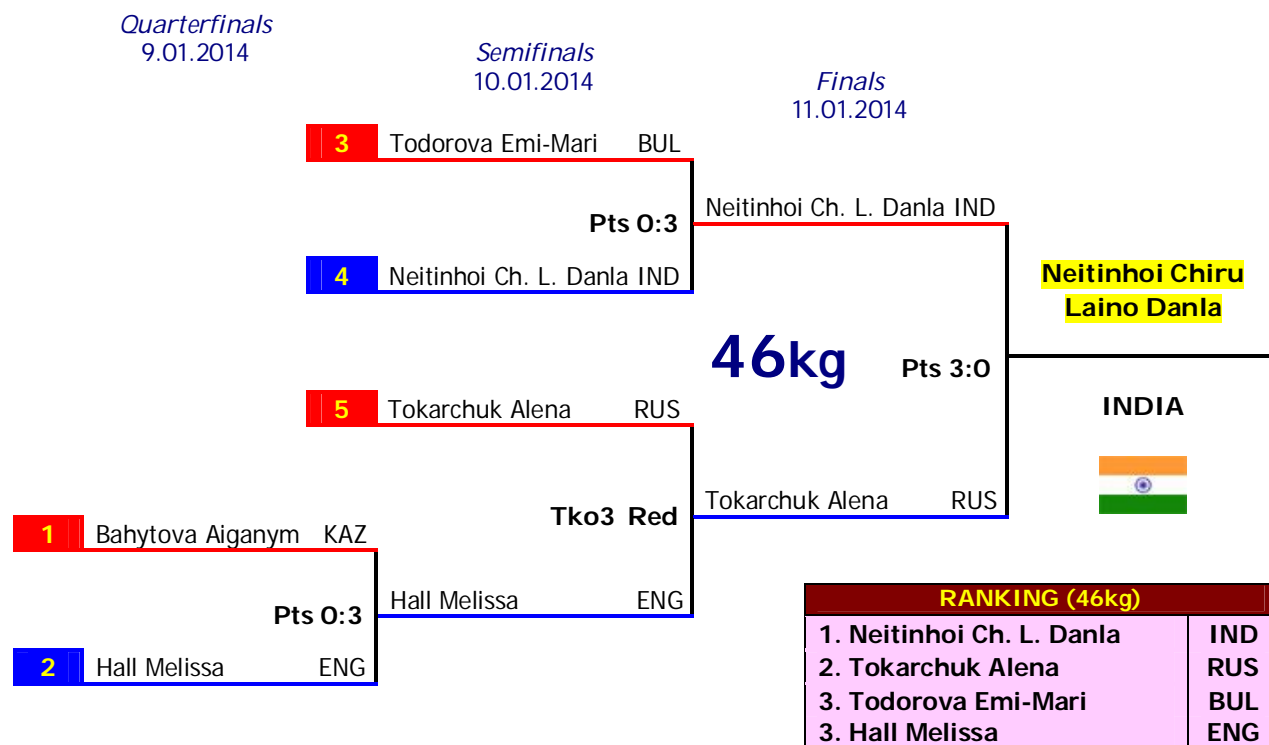 Quarterfinals
9.01.2014
Semifinals
10.01.2014
Finals
11.01.2014
3 Todorova Emi-Mari BUL
Pts 0:3
Neitinhoi Ch. L. Danla IND
4 Neitinhoi Ch. L. Danla IND
Neitinhoi Chiru
Laino Danla
46kg
Pts 3:0
5 Tokarchuk Alena RUS
INDIA
Tko3 Red
Tokarchuk Alena RUS
1 Bahytova Aiganym KAZ
Pts 0:3
Hall Melissa ENG
2 Hall Melissa ENG
RANKING (46kg)
1. Neitinhoi Ch. L. Danla IND
2. Tokarchuk Alena RUS
3. Todorova Emi-Mari BUL
3. Hall Melissa ENG